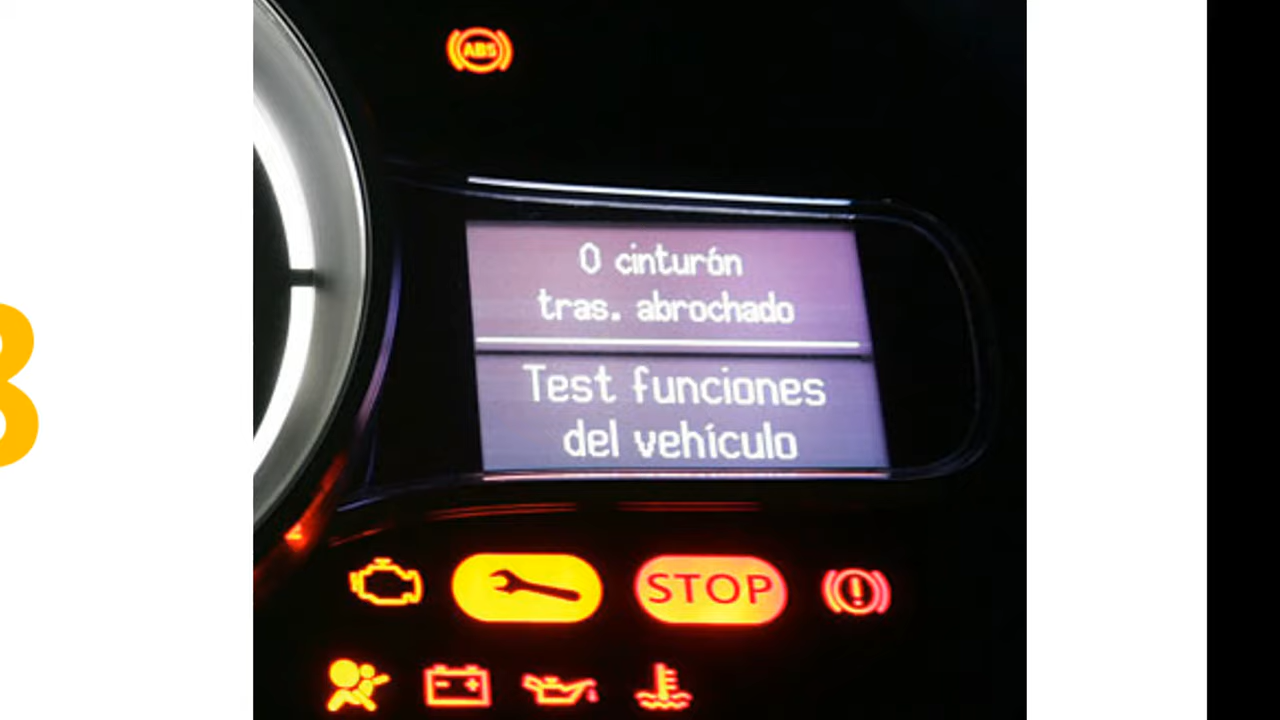 ABS
0 cinturón
tras. abrochado
Test funciones
del vehículo
STOP